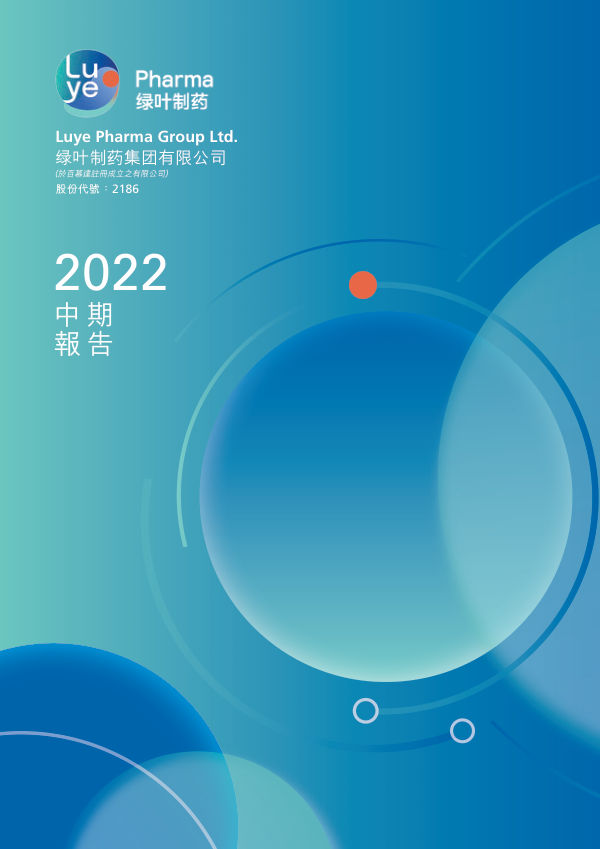 Lu
ye
Pharma
绿叶制药
Luye Pharma Group Ltd.
绿叶制药集团有限公司
(於百慕達註冊成立之有限公司)
股份代號：2186
2022
中期
報告